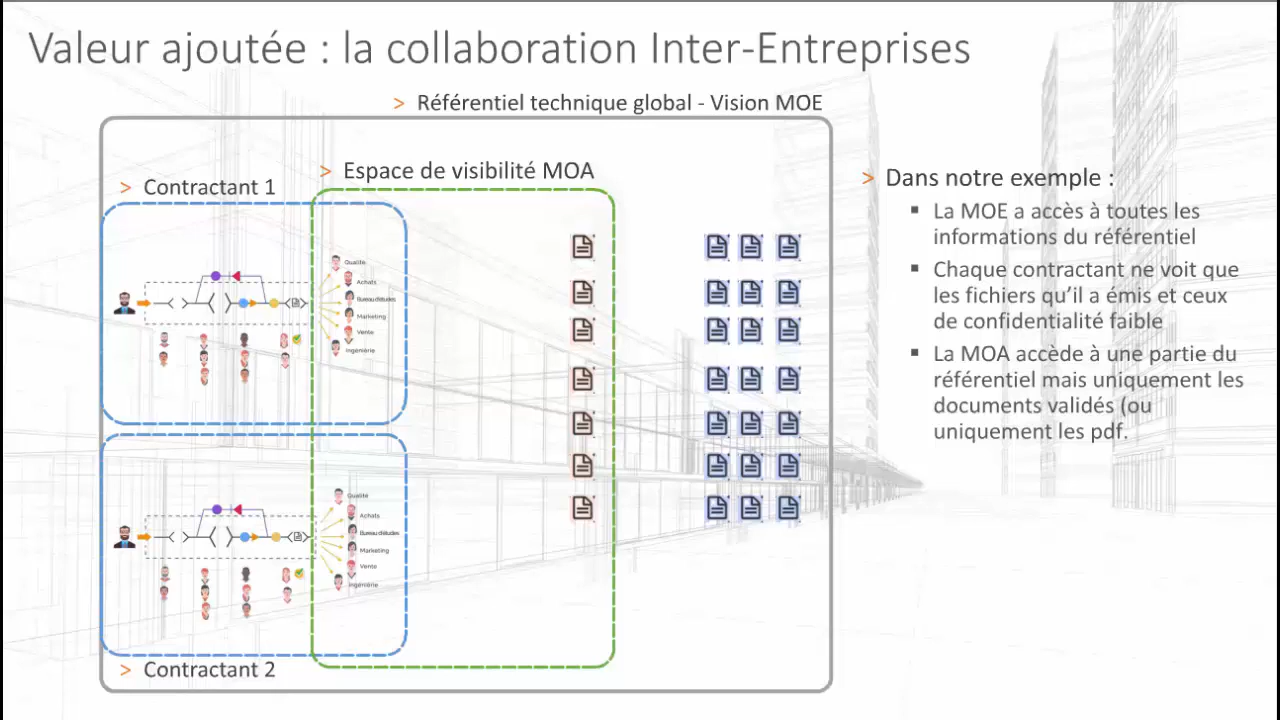 Valeur ajoutée : la collaboration Inter-Entreprises
> Référentiel technique global - Vision MOE
> Espace de visibilité MOA
> Contractant 1
Qualité
Achats
Bureau d'études
Marketing
Vente
Ingénierie
Qualité
Achats
Bureau d'études
Marketing
Vente
Ingénierie
> Contractant 2
> Dans notre exemple :
▪ La MOE a accès à toutes les
informations du référentiel
▪ Chaque contractant ne voit que
les fichiers qu'il a émis et ceux
de confidentialité faible
▪ La MOA accède à une partie du
référentiel mais uniquement les
documents validés (ou
uniquement les pdf.